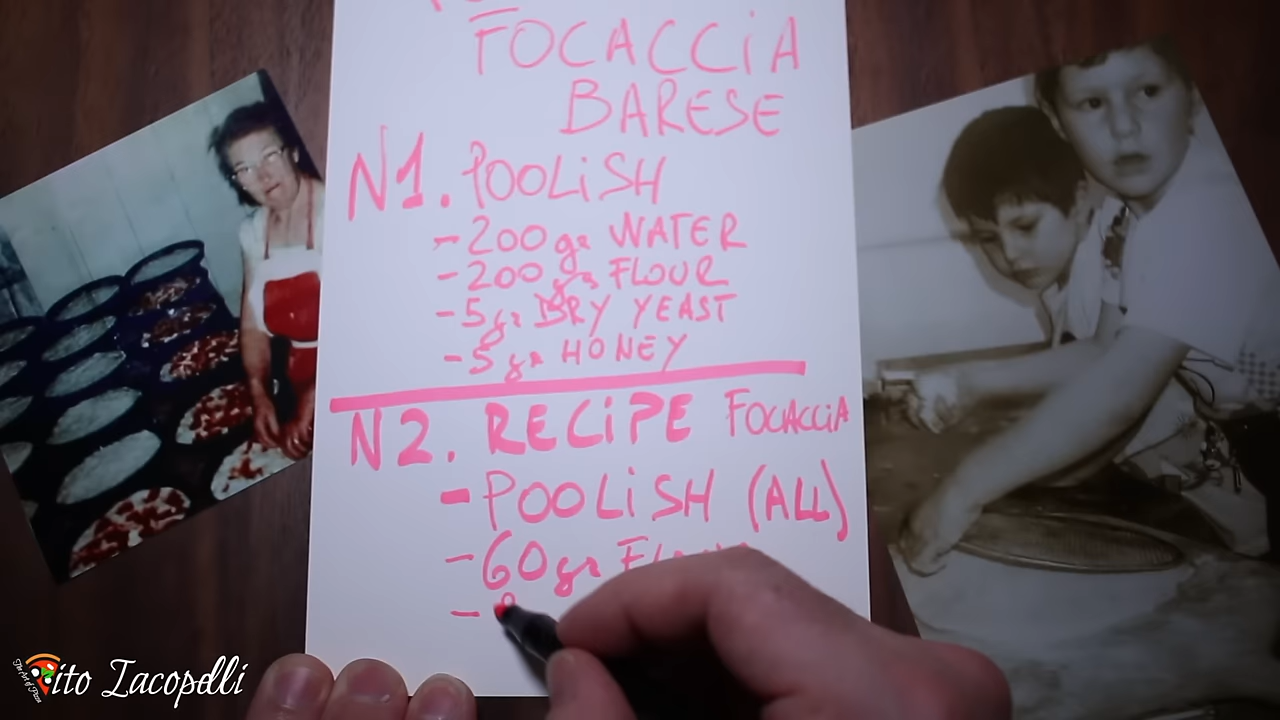 FOCACCIA
BARESE
N1. POOLISH
- 200 gr WATER
- 200 grs FLOUR
- 5 gr DRY YEAST
- 5 gr HONEY
N2. RECIPE FOCACCIA
- POOLISH (ALL)
- 60 gr
-
Vito Iacopelli